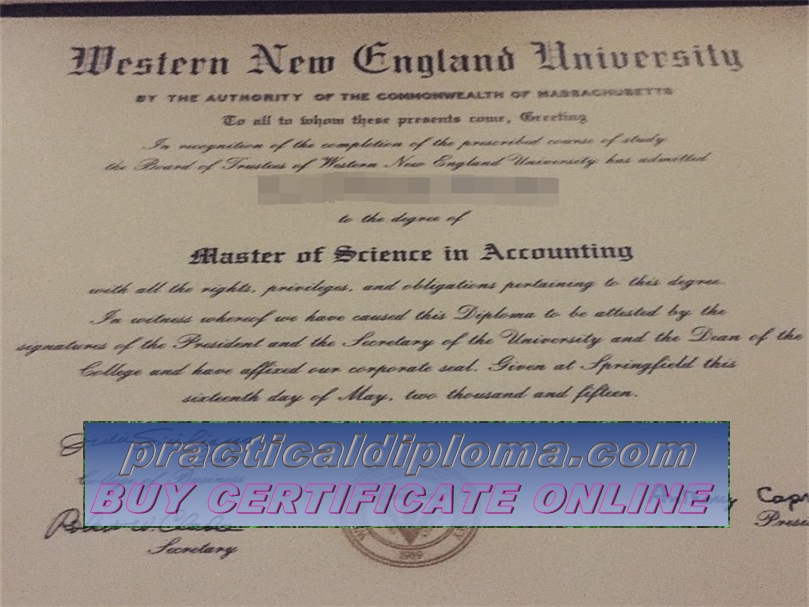 Western New England University
BY THE AUTHORITY OF THE COMMONWEALTH OF MASSACHUSETTS
To all to whom these presents come, Greeting
In recognition of the completion of the prescribed course of study
the Board of Trustees of Western New England University has admitted
to the degree of
Master of Science in Accounting
with all the rights, privileges, and obligations pertaining to this degree.
In witness whereof we have caused this Diploma to be attested by the
signatures of the President and the Secretary of the University and the Dean of the
College and have affixed our corporate seal. Given at Springfield this
sixteenth day of May, two thousand and fifteen.
practicaldiploma.com
College of Business
BUY CERTIFICATE ONLINE
Secretary
1919